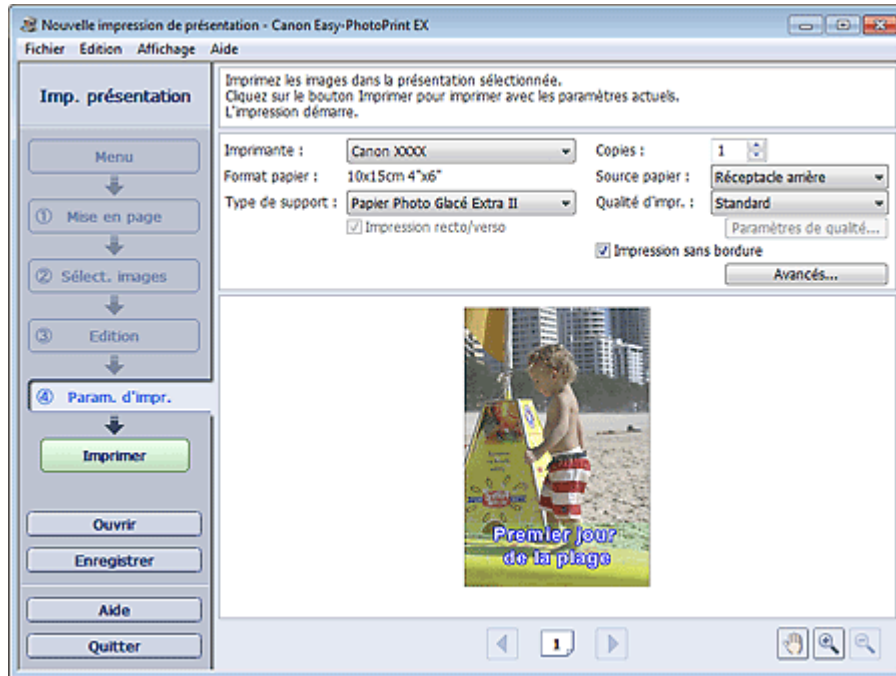 Nouvelle impression de présentation - Canon Easy-PhotoPrint EX
Fichier Edition Affichage Aide
Imp. présentation
Menu
① Mise en page
② Sélect. images
③ Edition
④ Param. d'impr.
Imprimer
Ouvrir
Enregistrer
Aide
Quitter
Imprimez les images dans la présentation sélectionnée.
Cliquez sur le bouton Imprimer pour imprimer avec les paramètres actuels.
L'impression démarre.
Imprimante : Canon XXXX
Format papier : 10x15cm 4"x6"
Type de support : Papier Photo Glacé Extra II
Impression recto/verso
Copies : 1
Source papier : Réceptacle arrière
Qualité d'impr. : Standard
Paramètres de qualité...
Impression sans bordure
Avancés...
Premier jour
de la plage
1